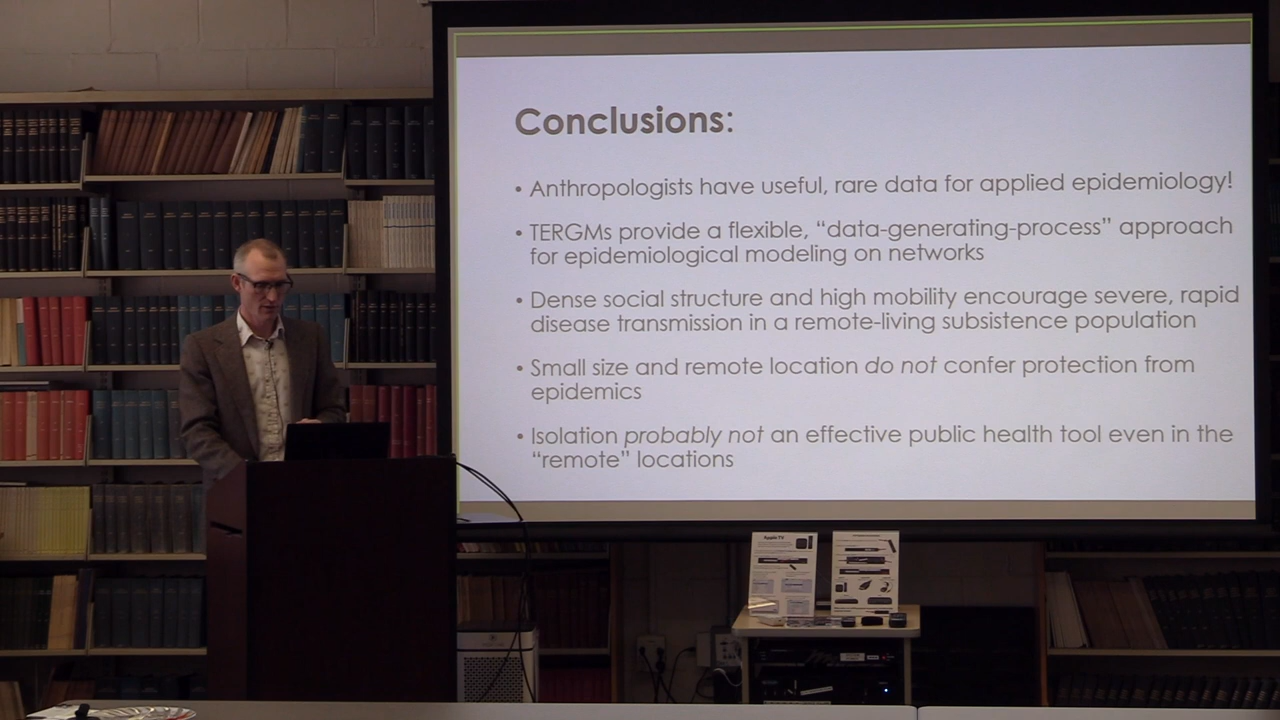 Conclusions:
• Anthropologists have useful, rare data for applied epidemiology!
• TERGMs provide a flexible, “data-generating-process” approach
for epidemiological modeling on networks
• Dense social structure and high mobility encourage severe, rapid
disease transmission in a remote-living subsistence population
• Small size and remote location do not confer protection from
epidemics
• Isolation probably not an effective public health tool even in the
“remote” locations
Apple TV